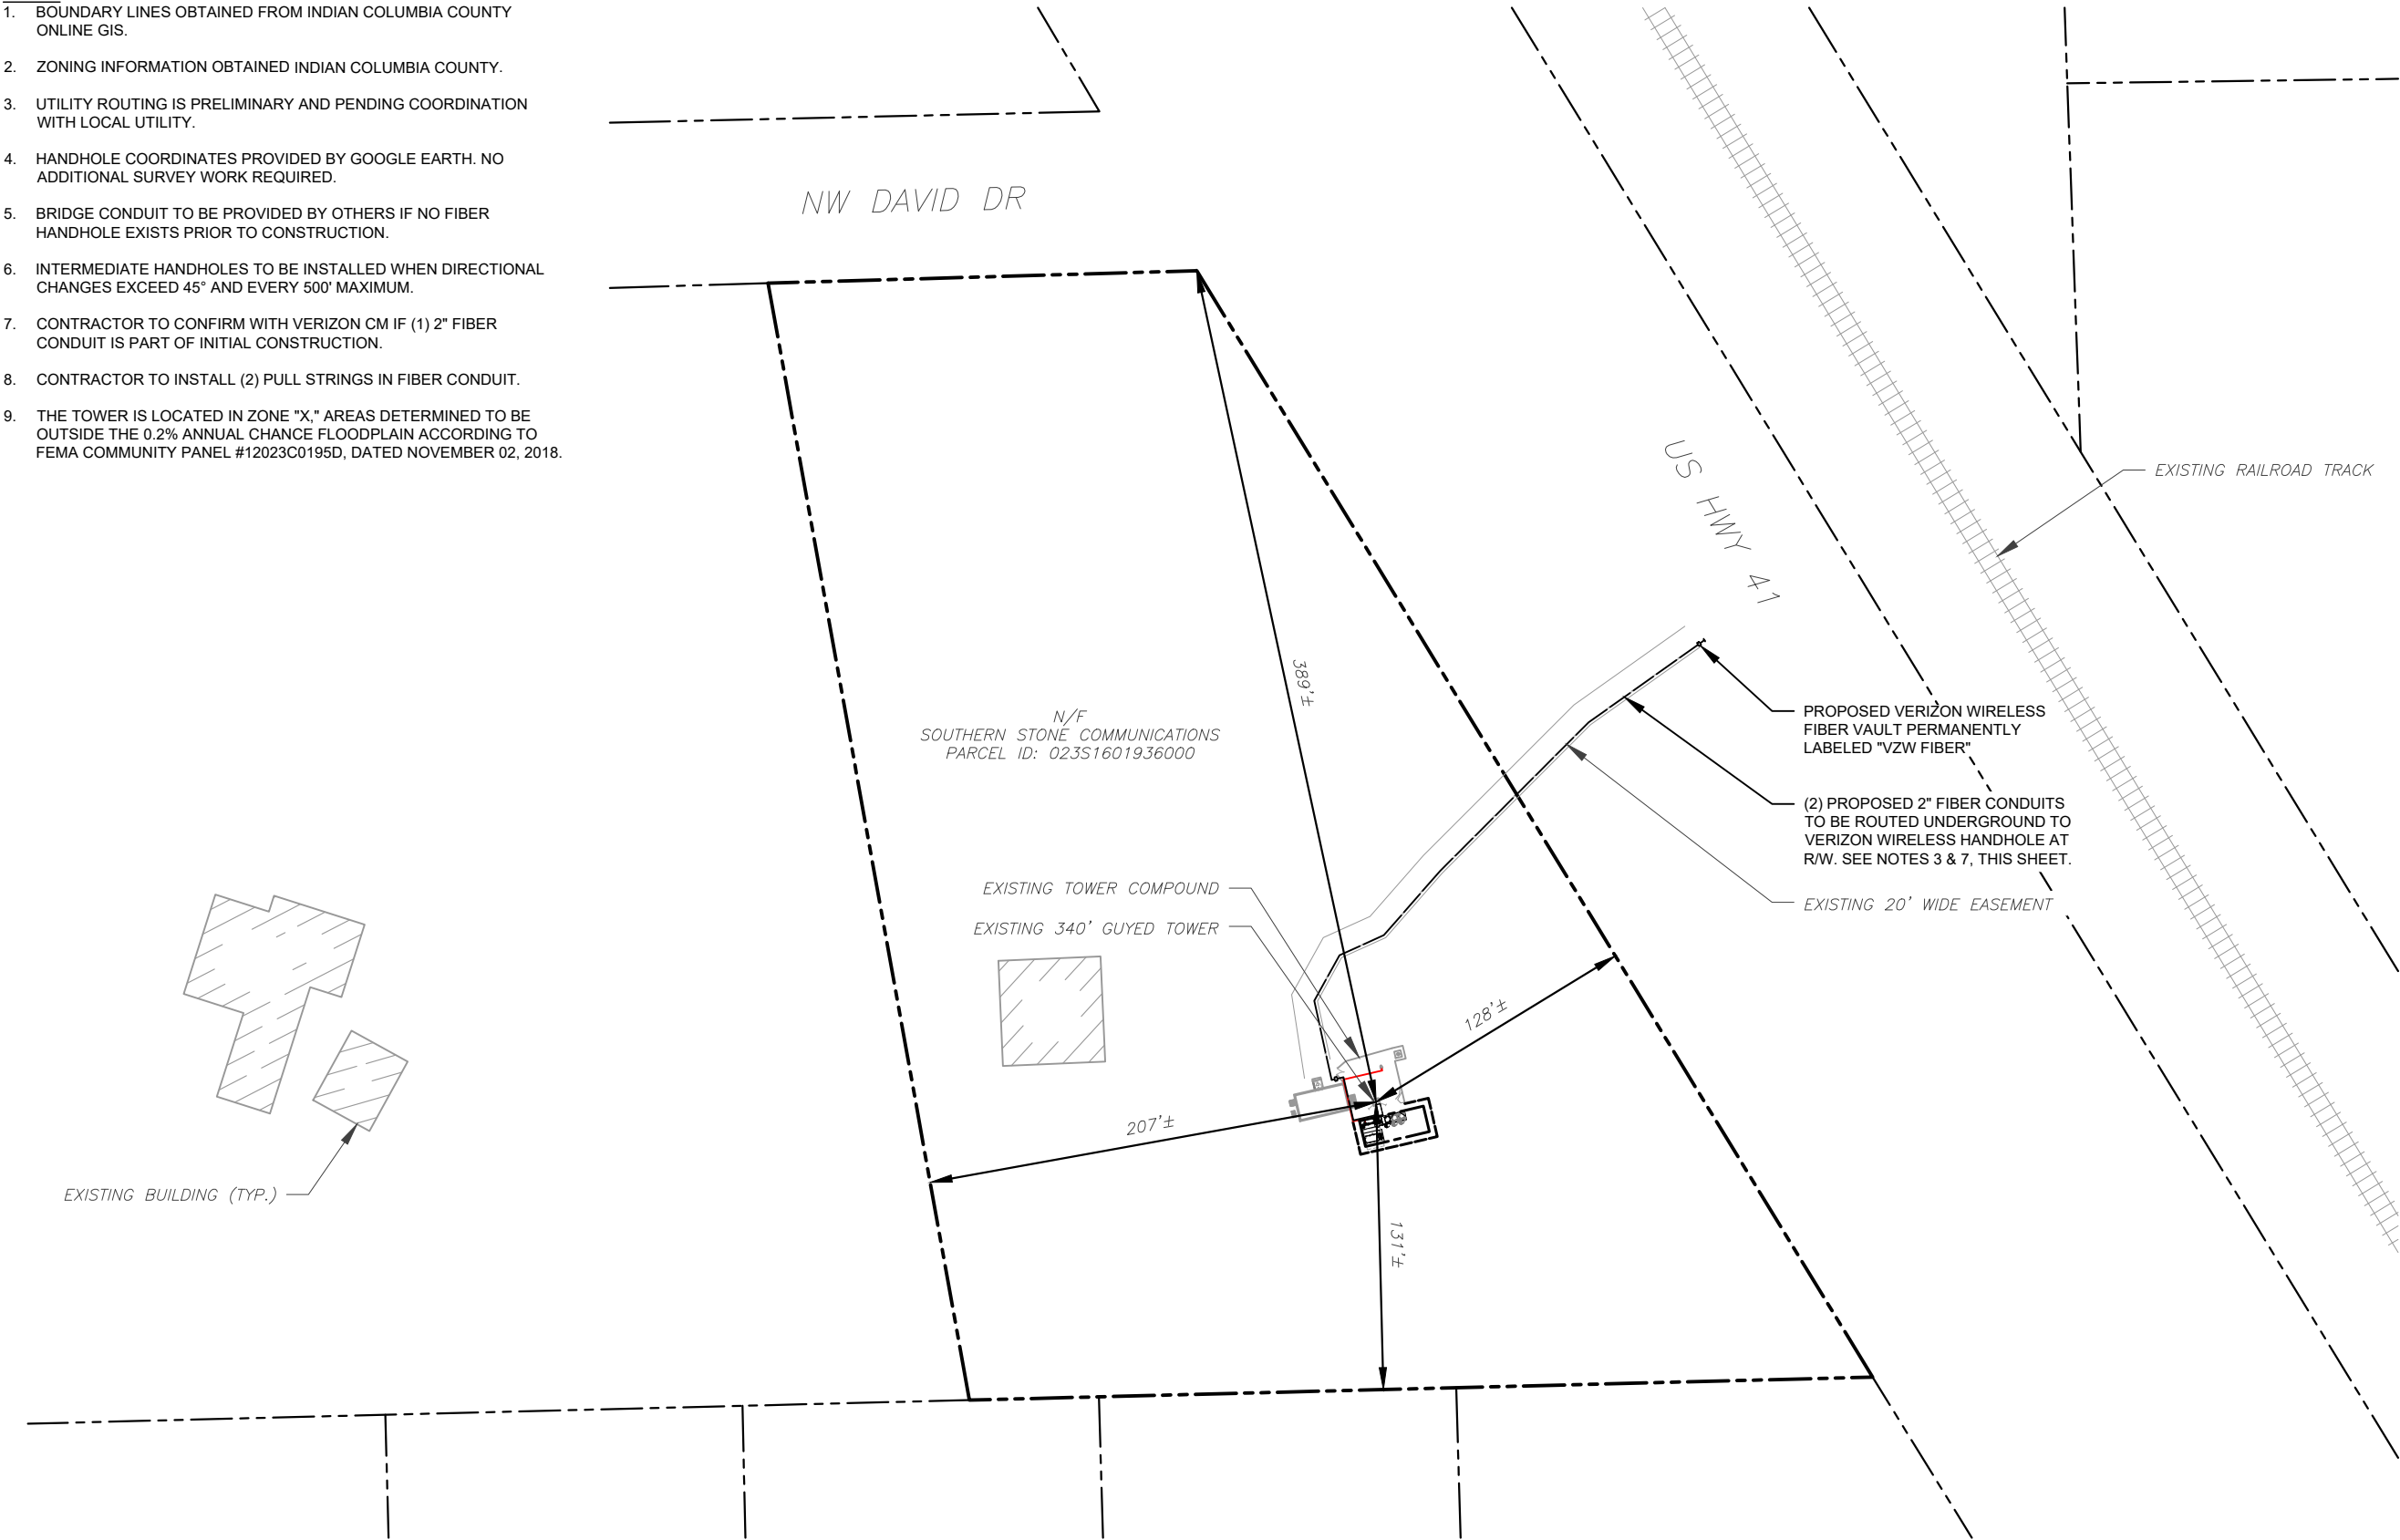 1. BOUNDARY LINES OBTAINED FROM INDIAN COLUMBIA COUNTY
ONLINE GIS.
2. ZONING INFORMATION OBTAINED INDIAN COLUMBIA COUNTY.
3. UTILITY ROUTING IS PRELIMINARY AND PENDING COORDINATION
WITH LOCAL UTILITY.
4. HANDHOLE COORDINATES PROVIDED BY GOOGLE EARTH. NO
ADDITIONAL SURVEY WORK REQUIRED.
5. BRIDGE CONDUIT TO BE PROVIDED BY OTHERS IF NO FIBER
HANDHOLE EXISTS PRIOR TO CONSTRUCTION.
6. INTERMEDIATE HANDHOLES TO BE INSTALLED WHEN DIRECTIONAL
CHANGES EXCEED 45° AND EVERY 500' MAXIMUM.
7. CONTRACTOR TO CONFIRM WITH VERIZON CM IF (1) 2" FIBER
CONDUIT IS PART OF INITIAL CONSTRUCTION.
8. CONTRACTOR TO INSTALL (2) PULL STRINGS IN FIBER CONDUIT.
9. THE TOWER IS LOCATED IN ZONE "X," AREAS DETERMINED TO BE
OUTSIDE THE 0.2% ANNUAL CHANCE FLOODPLAIN ACCORDING TO
FEMA COMMUNITY PANEL #12023C0195D, DATED NOVEMBER 02, 2018.
NW DAVID DR
US HWY 41
EXISTING RAILROAD TRACK
389'±
N/F
SOUTHERN STONE COMMUNICATIONS
PARCEL ID: 023S1601936000
PROPOSED VERIZON WIRELESS
FIBER VAULT PERMANENTLY
LABELED "VZW FIBER"
(2) PROPOSED 2" FIBER CONDUITS
TO BE ROUTED UNDERGROUND TO
VERIZON WIRELESS HANDHOLE AT
R/W. SEE NOTES 3 & 7, THIS SHEET.
EXISTING 20' WIDE EASEMENT
EXISTING TOWER COMPOUND
EXISTING 340' GUYED TOWER
128'±
207'±
131'±
EXISTING BUILDING (TYP.)